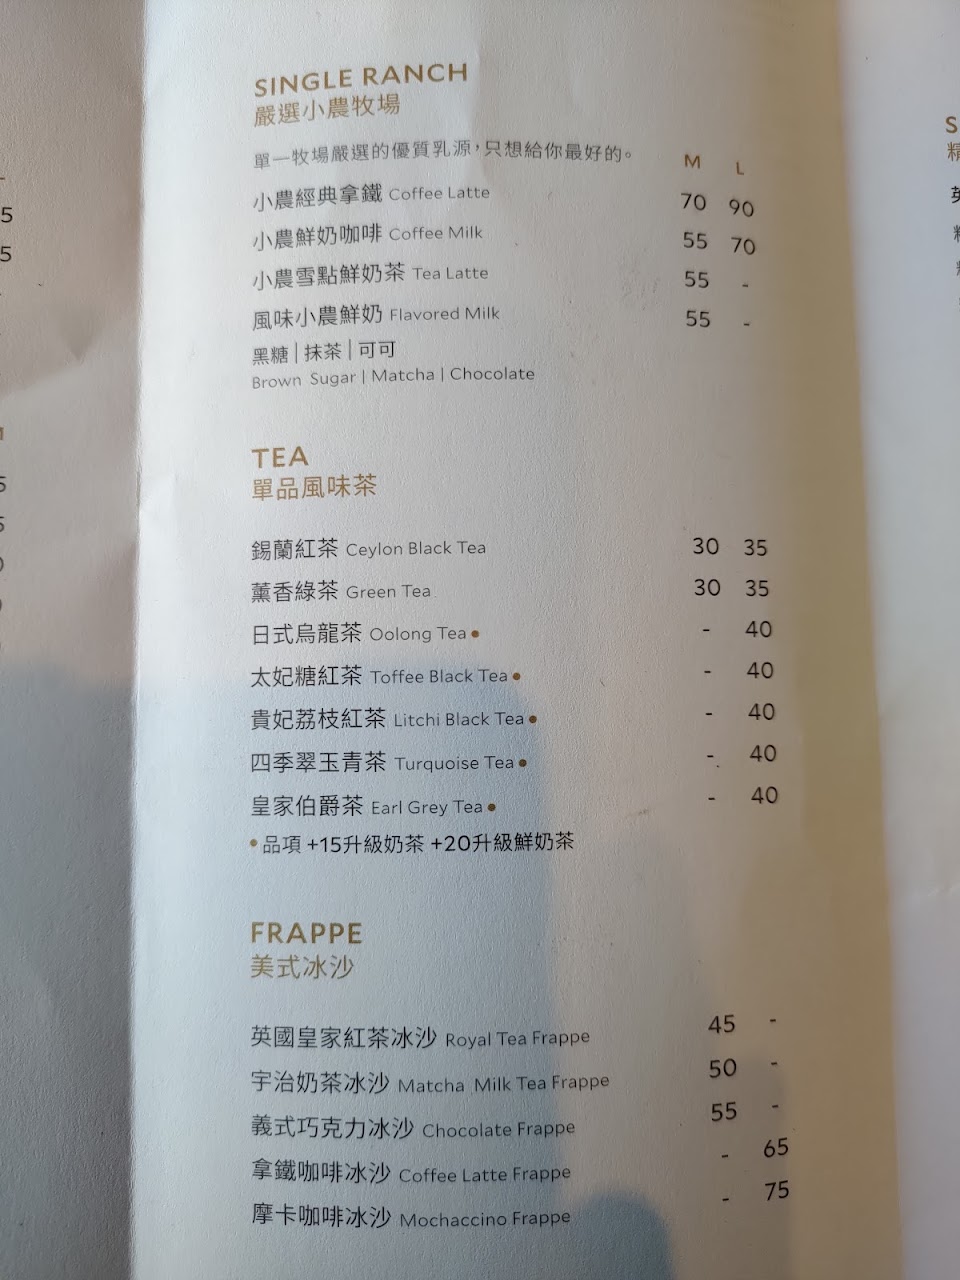 SINGLE RANCH
嚴選小農牧場
單一牧場嚴選的優質乳源,只想給你最好的。 M L
小農經典拿鐵 Coffee Latte 70 90
小農鮮奶咖啡 Coffee Milk 55 70
小農雪點鮮奶茶 Tea Latte 55 -
風味小農鮮奶 Flavored Milk 55 -
黑糖|抹茶|可可
Brown Sugar | Matcha | Chocolate
TEA
單品風味茶
錫蘭紅茶 Ceylon Black Tea 30 35
薰香綠茶 Green Tea 30 35
日式烏龍茶 Oolong Tea • - 40
太妃糖紅茶 Toffee Black Tea • - 40
貴妃荔枝紅茶 Litchi Black Tea • - 40
四季翠玉青茶 Turquoise Tea • - 40
皇家伯爵茶 Earl Grey Tea • - 40
•品項 +15升級奶茶 +20升級鮮奶茶
FRAPPE
美式冰沙
英國皇家紅茶冰沙 Royal Tea Frappe 45 -
宇治奶茶冰沙 Matcha Milk Tea Frappe 50 -
義式巧克力冰沙 Chocolate Frappe 55 -
拿鐵咖啡冰沙 Coffee Latte Frappe - 65
摩卡咖啡冰沙 Mochaccino Frappe - 75